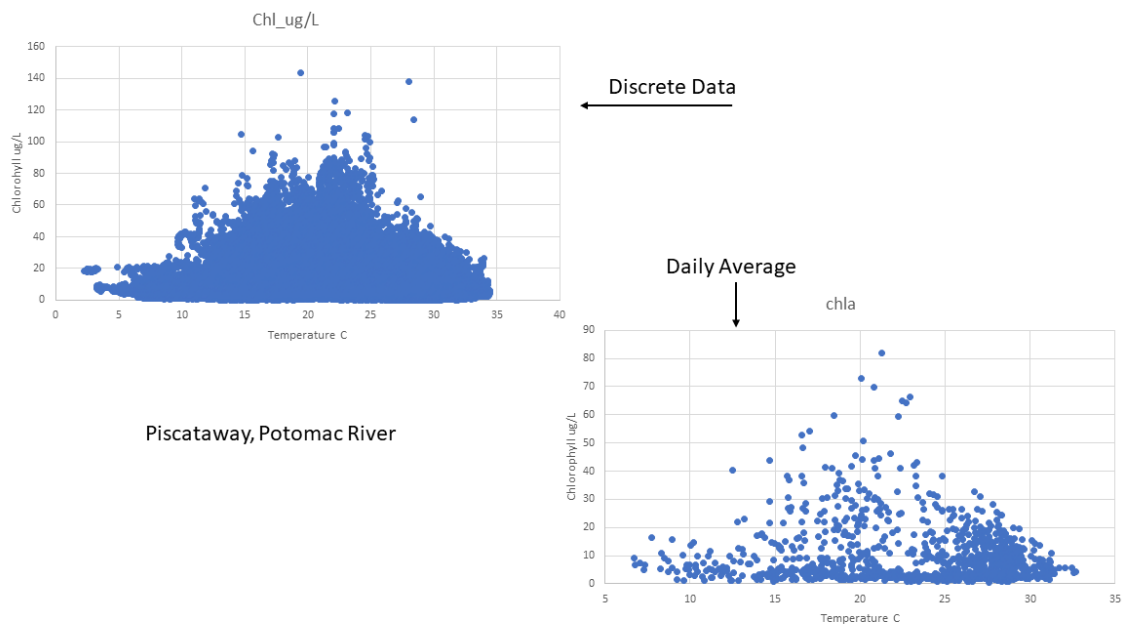 Chl_ug/L
160
140
120
100
80
60
40
20
0
Chlorohyll ug/L
0 5 10 15 20 25 30 35 40
Temperature C
Discrete Data
Daily Average
Piscataway, Potomac River
chla
90
80
70
60
50
40
30
20
10
0
Chlorophyll ug/L
5 10 15 20 25 30 35
Temperature C